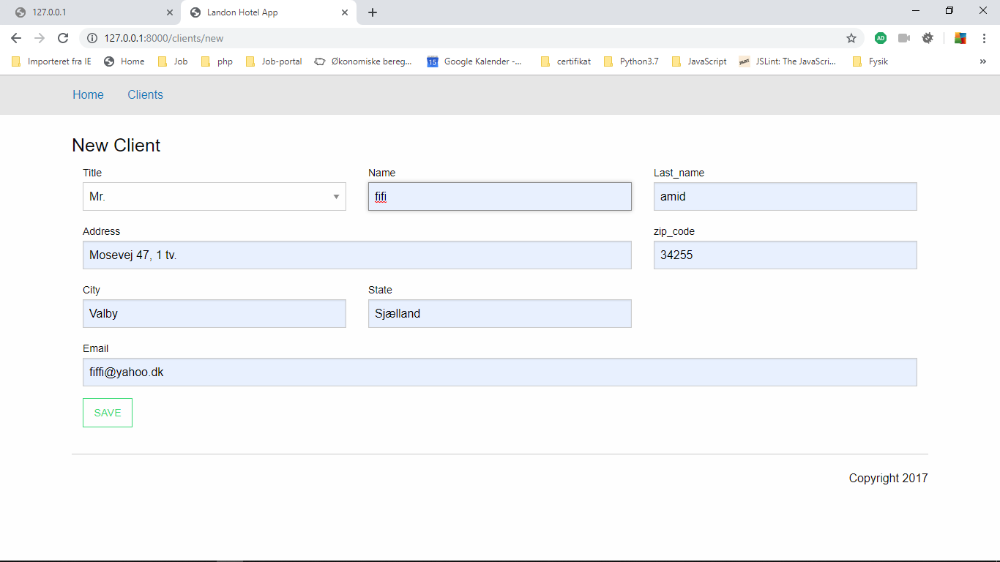 127.0.0.1 Landon Hotel App
127.0.0.1:8000/clients/new AD
Importeret fra IE Home Job php Job-portal Økonomiske bereg... 15 Google Kalender -... certifikat Python3.7 JavaScript JSLint: The JavaScri... Fysik »
Home Clients
New Client
Title Name Last_name
Mr. fifi amid
Address zip_code
Mosevej 47, 1 tv. 34255
City State
Valby Sjælland
Email
fiffi@yahoo.dk
SAVE
Copyright 2017